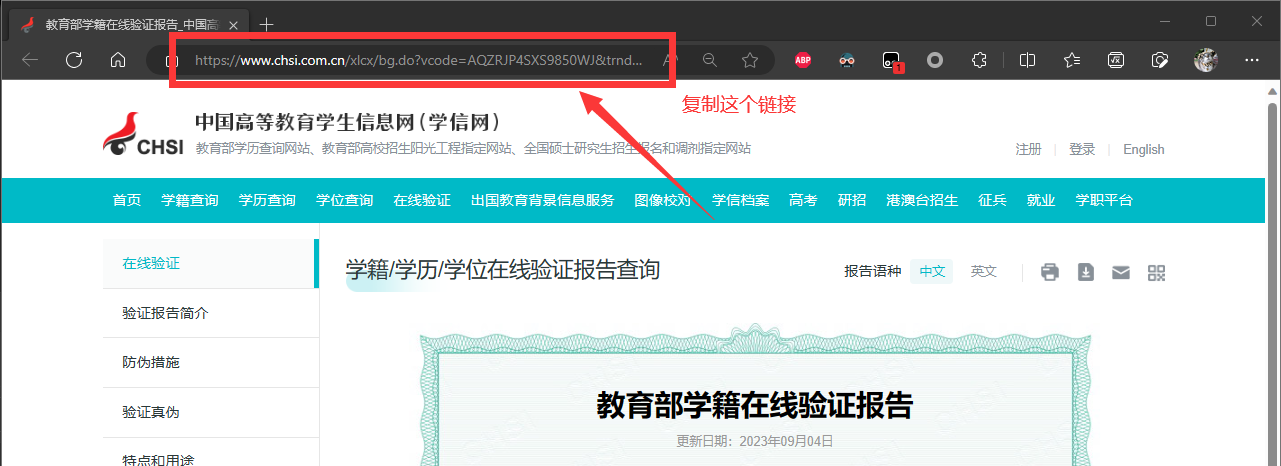 教育部学籍在线验证报告_中国高
https://www.chsi.com.cn/xlcx/bg.do?vcode=AQZRJP4SXS9850WJ&trnd...
ABP
1
复制这个链接
中国高等教育学生信息网(学信网)
CHSI
教育部学历查询网站、教育部高校招生阳光工程指定网站、全国硕士研究生招生报名和调剂指定网站
注册 | 登录 | English
首页 学籍查询 学历查询 学位查询 在线验证 出国教育背景信息服务 图像校对 学信档案 高考 研招 港澳台招生 征兵 就业 学职平台
在线验证
验证报告简介
防伪措施
验证真伪
特点和用途
学籍/学历/学位在线验证报告查询
报告语种 中文 英文
教育部学籍在线验证报告
更新日期：2023年09月04日